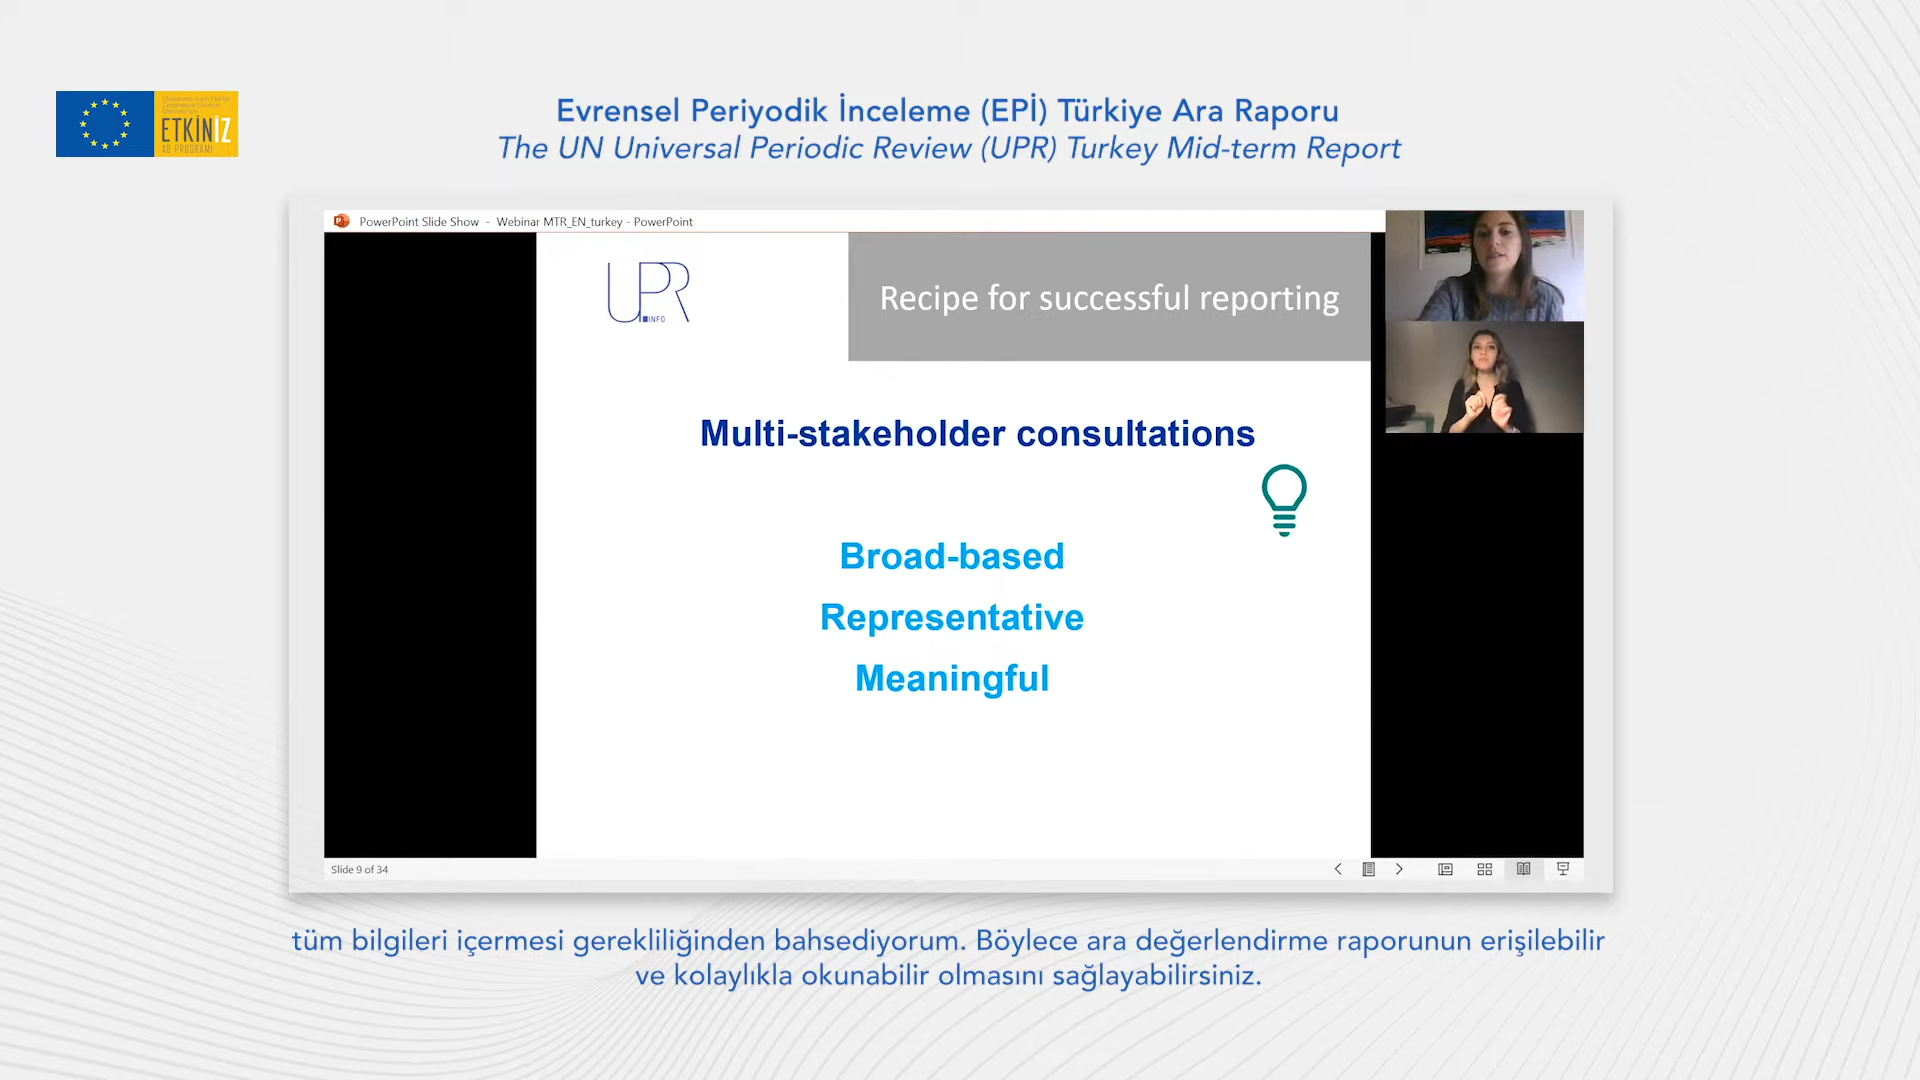 ETKİNİZ
AB PROGRAMI
Evrensel Periyodik İnceleme (EPİ) Türkiye Ara Raporu
The UN Universal Periodic Review (UPR) Turkey Mid-term Report
PowerPoint Slide Show - Webinar MTR_EN_turkey - PowerPoint
UPR
INFO
Recipe for successful reporting
Multi-stakeholder consultations
Broad-based
Representative
Meaningful
Slide 9 of 34
tüm bilgileri içermesi gerekliliğinden bahsediyorum. Böylece ara değerlendirme raporunun erişilebilir
ve kolaylıkla okunabilir olmasını sağlayabilirsiniz.